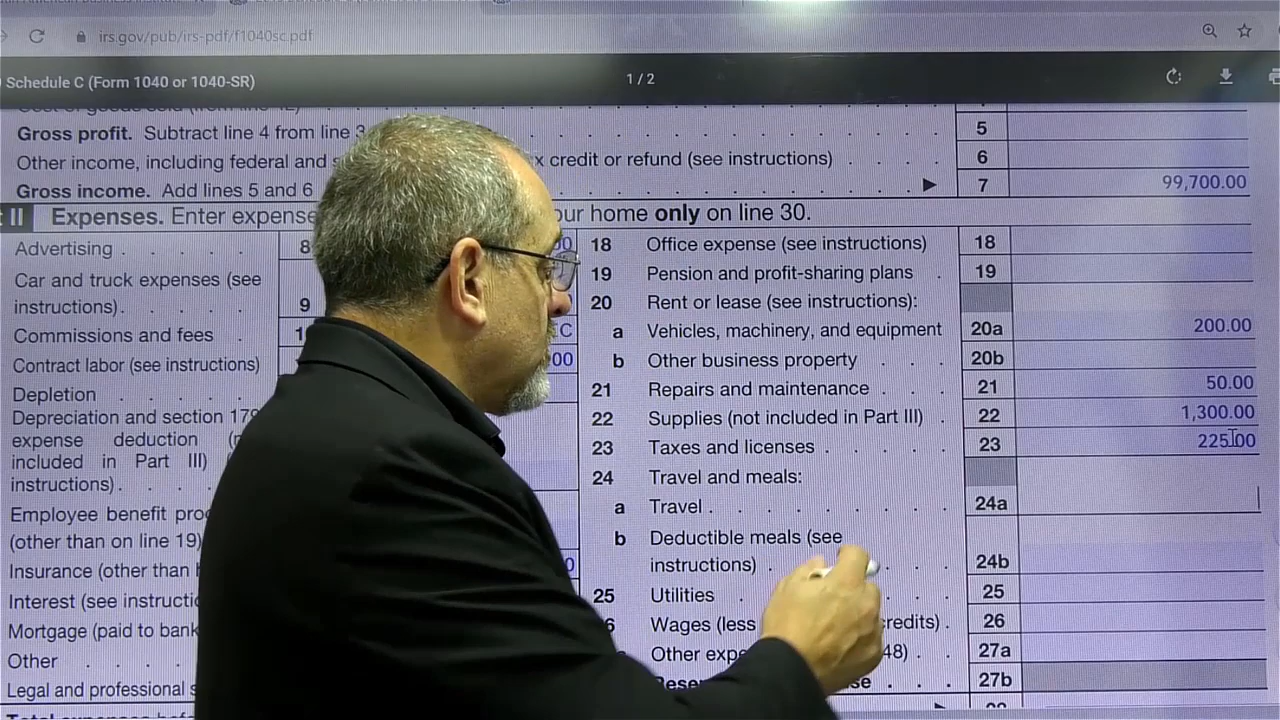 irs.gov/pub/irs-pdf/f1040sc.pdf
Schedule C (Form 1040 or 1040-SR) 1 / 2
Gross profit. Subtract line 4 from line 3 5
Other income, including federal and x credit or refund (see instructions) 6
Gross income. Add lines 5 and 6 7 99,700.00
II Expenses. Enter expense our home only on line 30.
Advertising 8
Car and truck expenses (see
instructions). 9
Commissions and fees
Contract labor (see instructions) 00
Depletion
Depreciation and section 179
expense deduction
included in Part III)
instructions).
Employee benefit pro
(other than on line 19)
Insurance (other than
Interest (see instructi
Mortgage (paid to bank
Other
Legal and professional s
18 Office expense (see instructions) 18
19 Pension and profit-sharing plans 19
20 Rent or lease (see instructions):
a Vehicles, machinery, and equipment 20a 200.00
b Other business property 20b
21 Repairs and maintenance 21 50.00
22 Supplies (not included in Part III) 22 1,300.00
23 Taxes and licenses 23 225.00
24 Travel and meals:
a Travel 24a
b Deductible meals (see
instructions) 24b
25 Utilities 25
Wages (less credits) 26
Other exp 48) 27a
27b